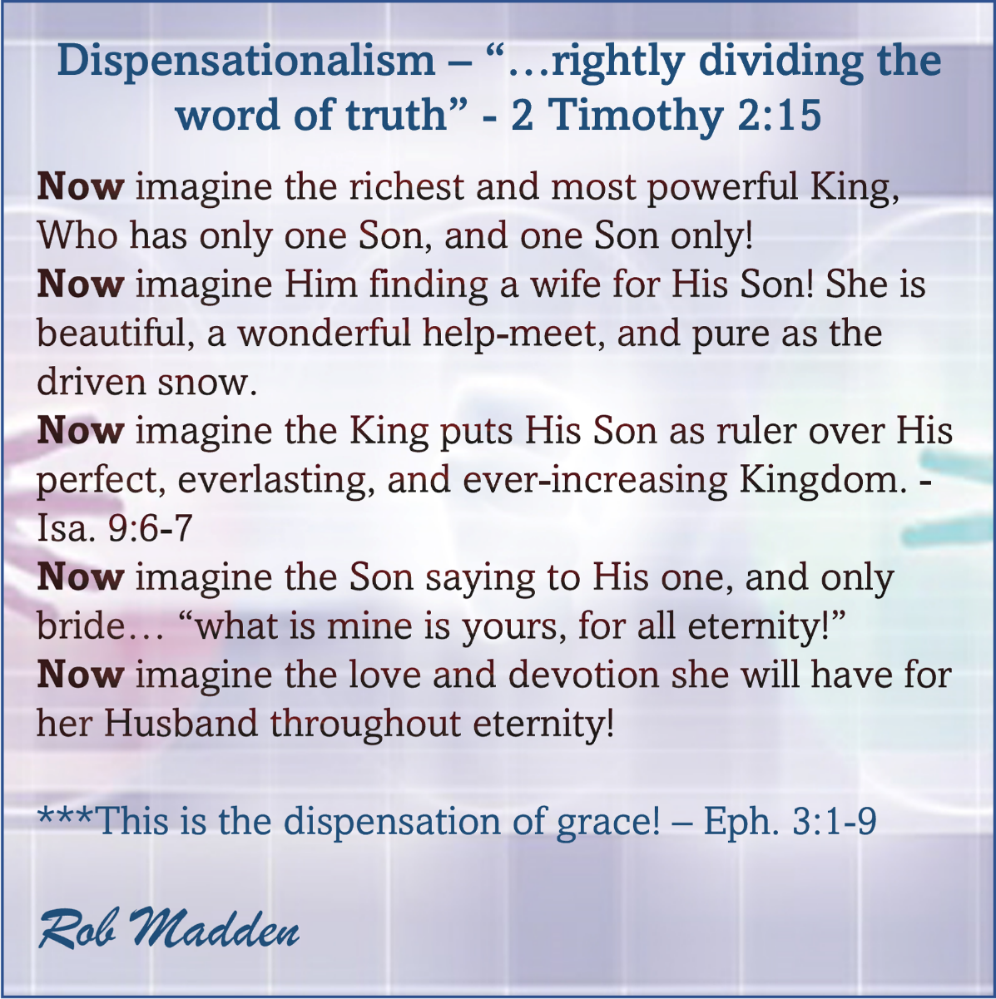 Dispensationalism – “…rightly dividing the
word of truth” - 2 Timothy 2:15
Now imagine the richest and most powerful King,
Who has only one Son, and one Son only!
Now imagine Him finding a wife for His Son! She is
beautiful, a wonderful help-meet, and pure as the
driven snow.
Now imagine the King puts His Son as ruler over His
perfect, everlasting, and ever-increasing Kingdom. -
Isa. 9:6-7
Now imagine the Son saying to His one, and only
bride… “what is mine is yours, for all eternity!”
Now imagine the love and devotion she will have for
her Husband throughout eternity!
***This is the dispensation of grace! – Eph. 3:1-9
Rob Madden